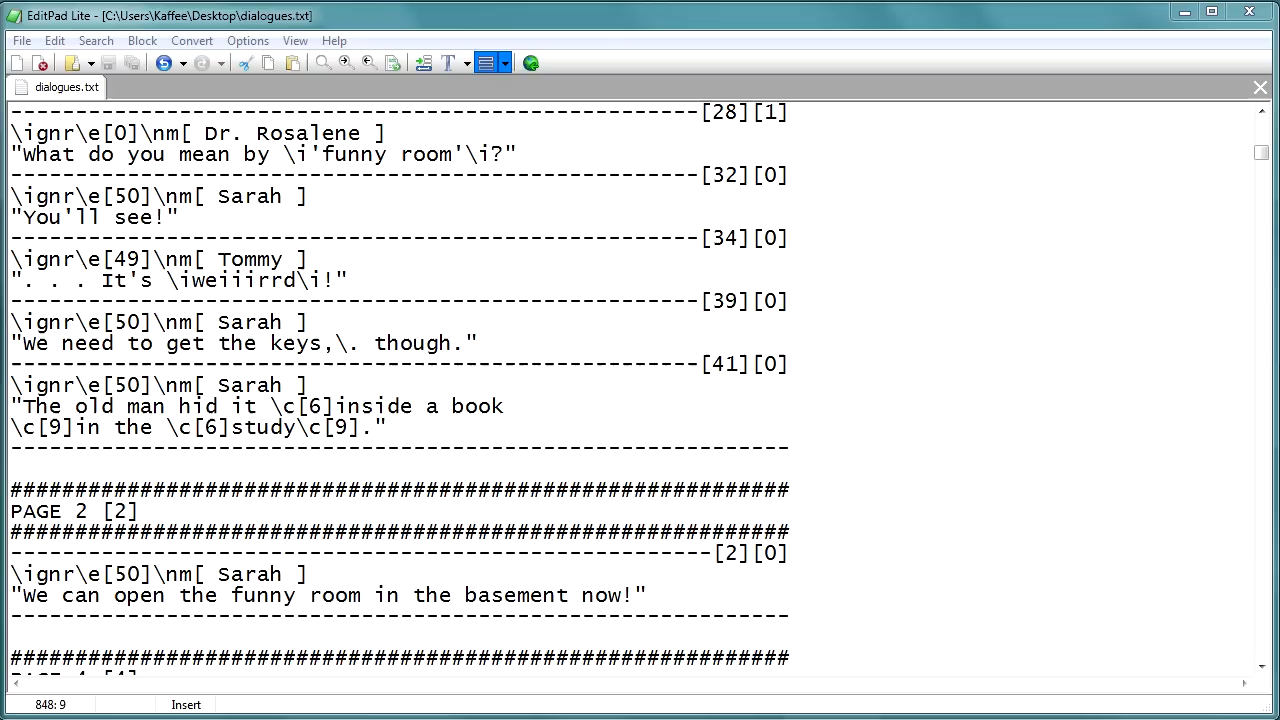 EditPad Lite - [C:\Users\Kaffee\Desktop\dialogues.txt]
File Edit Search Block Convert Options View Help
dialogues.txt
-----------------------------------------------------[28][1]
\ignr\e[0]\nm[ Dr. Rosalene ]
"What do you mean by \i'funny room'\i?"
-----------------------------------------------------[32][0]
\ignr\e[50]\nm[ Sarah ]
"You'll see!"
-----------------------------------------------------[34][0]
\ignr\e[49]\nm[ Tommy ]
". . . It's \iweiiirrd\i!"
-----------------------------------------------------[39][0]
\ignr\e[50]\nm[ Sarah ]
"We need to get the keys,\. though."
-----------------------------------------------------[41][0]
\ignr\e[50]\nm[ Sarah ]
"The old man hid it \c[6]inside a book
\c[9]in the \c[6]study\c[9]."
------------------------------------------------------------
############################################################
PAGE 2 [2]
############################################################
------------------------------------------------------[2][0]
\ignr\e[50]\nm[ Sarah ]
"We can open the funny room in the basement now!"
------------------------------------------------------------
############################################################
PAGE 4 [4]
848: 9 Insert